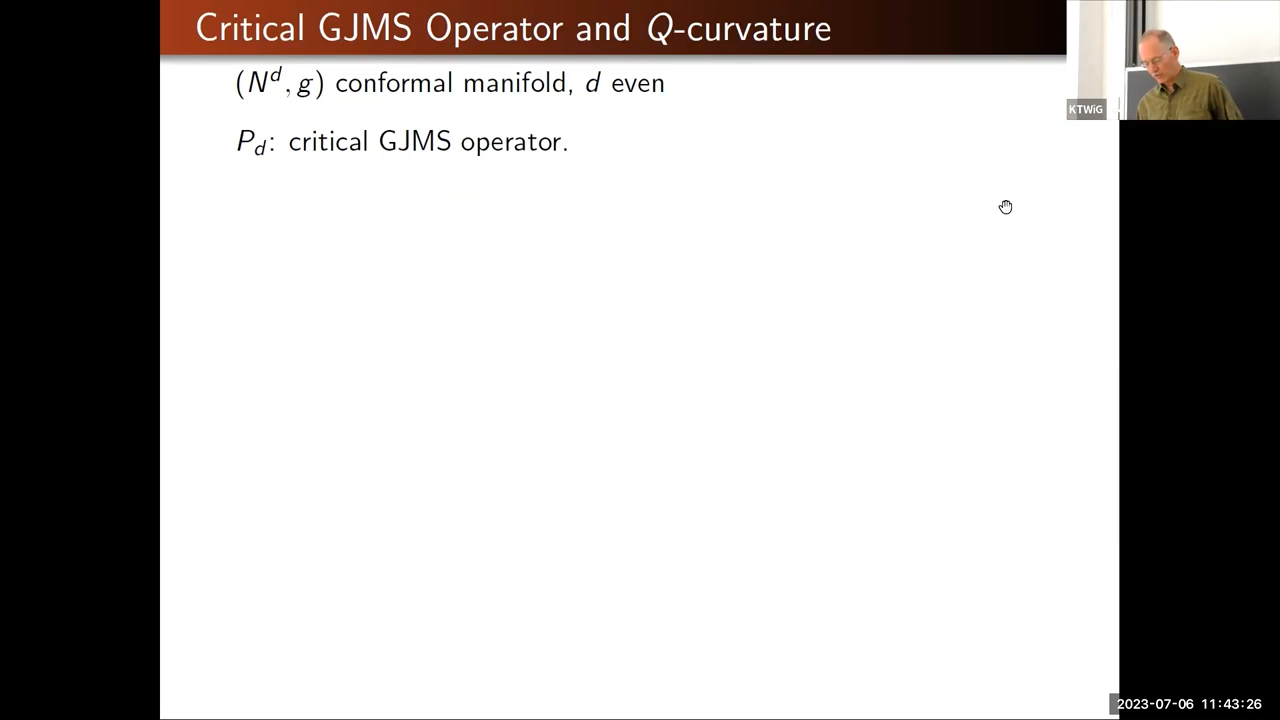 Critical GJMS Operator and Q-curvature
(N^d, g) conformal manifold, d even
P_d: critical GJMS operator.
KTWiG
2023-07-06 11:43:26